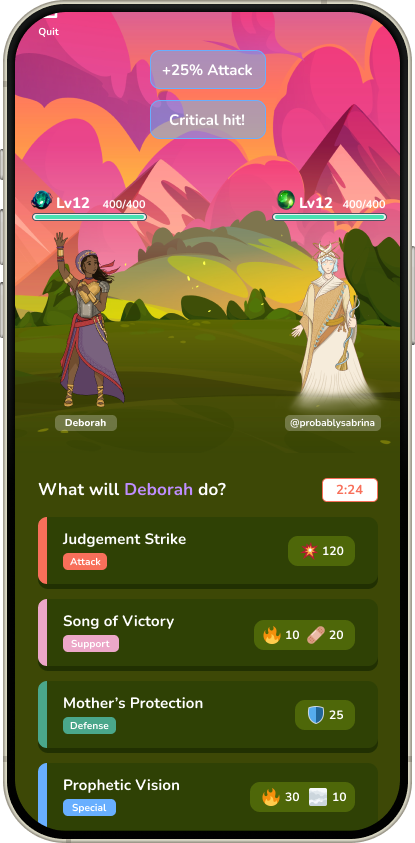 Quit
+25% Attack
Critical hit!
Lv12 400/400
Lv12 400/400
Deborah
@probablysabrina
What will Deborah do?
2:24
Judgement Strike
Attack
120
Song of Victory
Support
10 20
Mother’s Protection
Defense
25
Prophetic Vision
Special
30 10